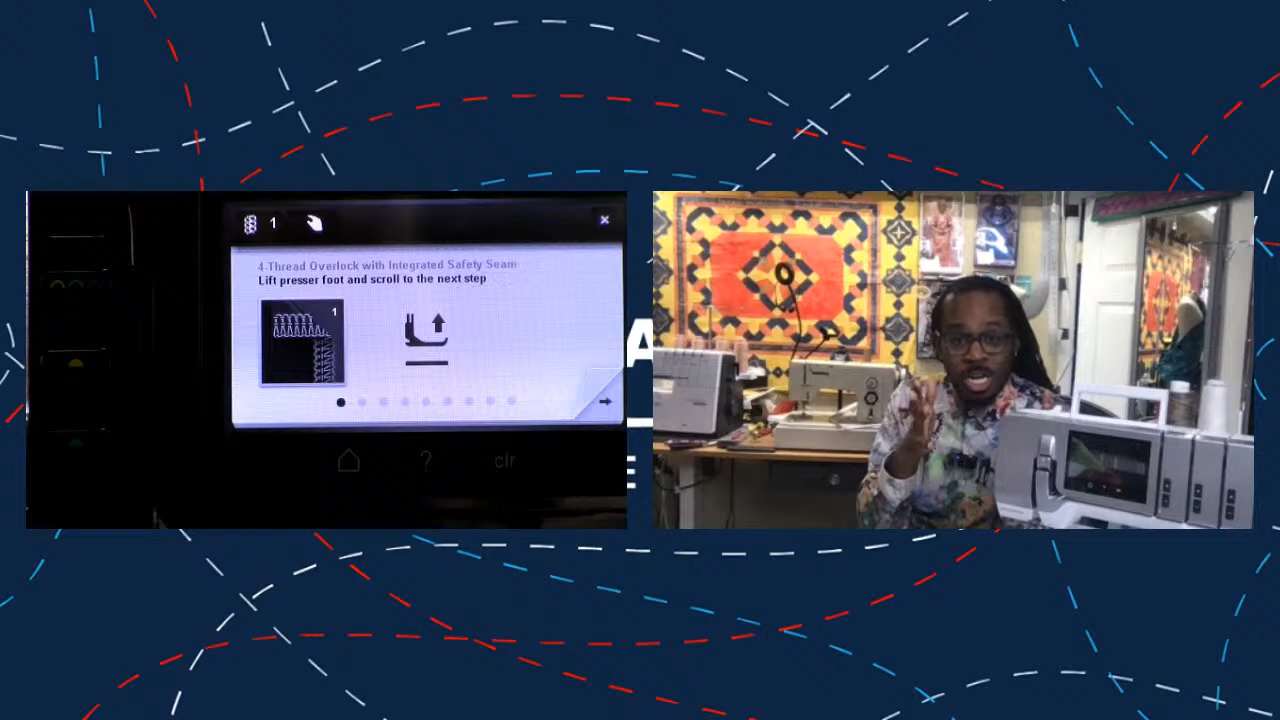 1
4-Thread Overlock with Integrated Safety Seam
Lift presser foot and scroll to the next step
1
?
clr
A
E